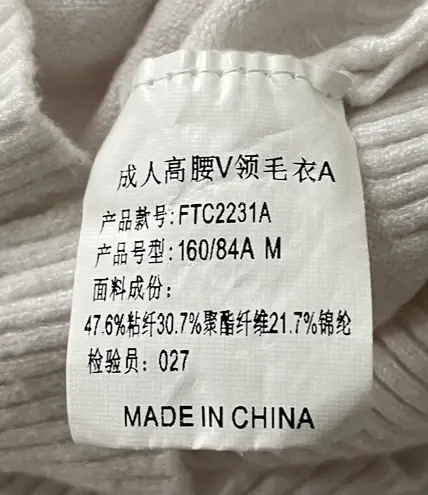 成人高腰V领毛衣A
产品款号:FTC2231A
产品号型:160/84A M
面料成份:
47.6%粘纤30.7%聚酯纤维21.7%锦纶
检验员:027
MADE IN CHINA